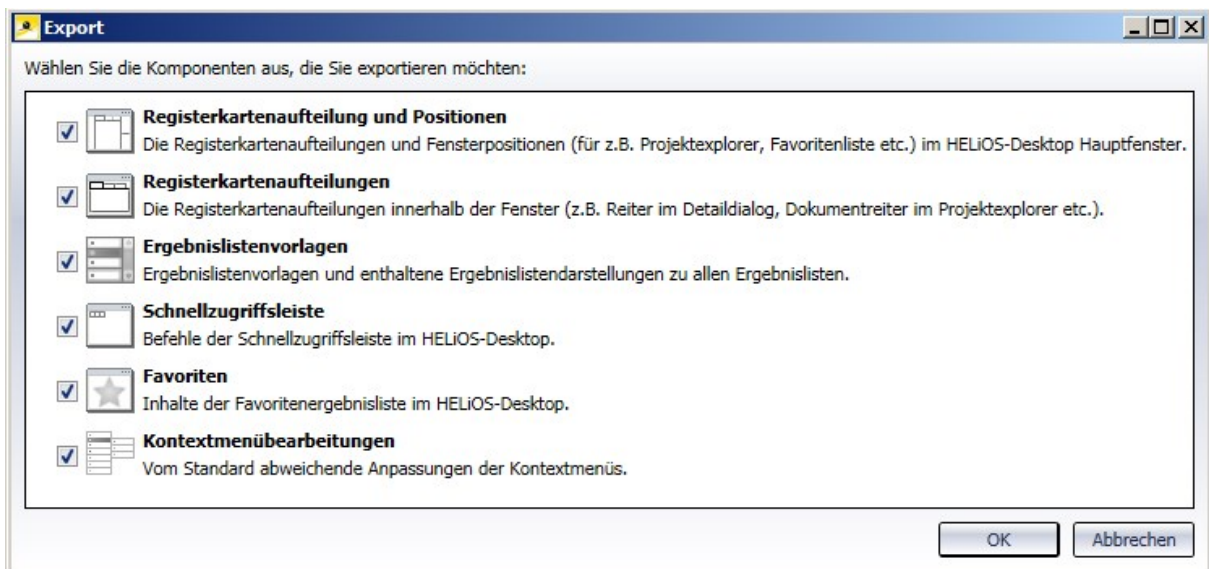 Export
Wählen Sie die Komponenten aus, die Sie exportieren möchten:
Registerkartenaufteilung und Positionen
Die Registerkartenaufteilungen und Fensterpositionen (für z.B. Projektexplorer, Favoritenliste etc.) im HELiOS-Desktop Hauptfenster.
Registerkartenaufteilungen
Die Registerkartenaufteilungen innerhalb der Fenster (z.B. Reiter im Detaildialog, Dokumentreiter im Projektexplorer etc.).
Ergebnislistenvorlagen
Ergebnislistenvorlagen und enthaltene Ergebnislistendarstellungen zu allen Ergebnislisten.
Schnellzugriffsleiste
Befehle der Schnellzugriffsleiste im HELiOS-Desktop.
Favoriten
Inhalte der Favoritenergebnisliste im HELiOS-Desktop.
Kontextmenübearbeitungen
Vom Standard abweichende Anpassungen der Kontextmenüs.
OK Abbrechen